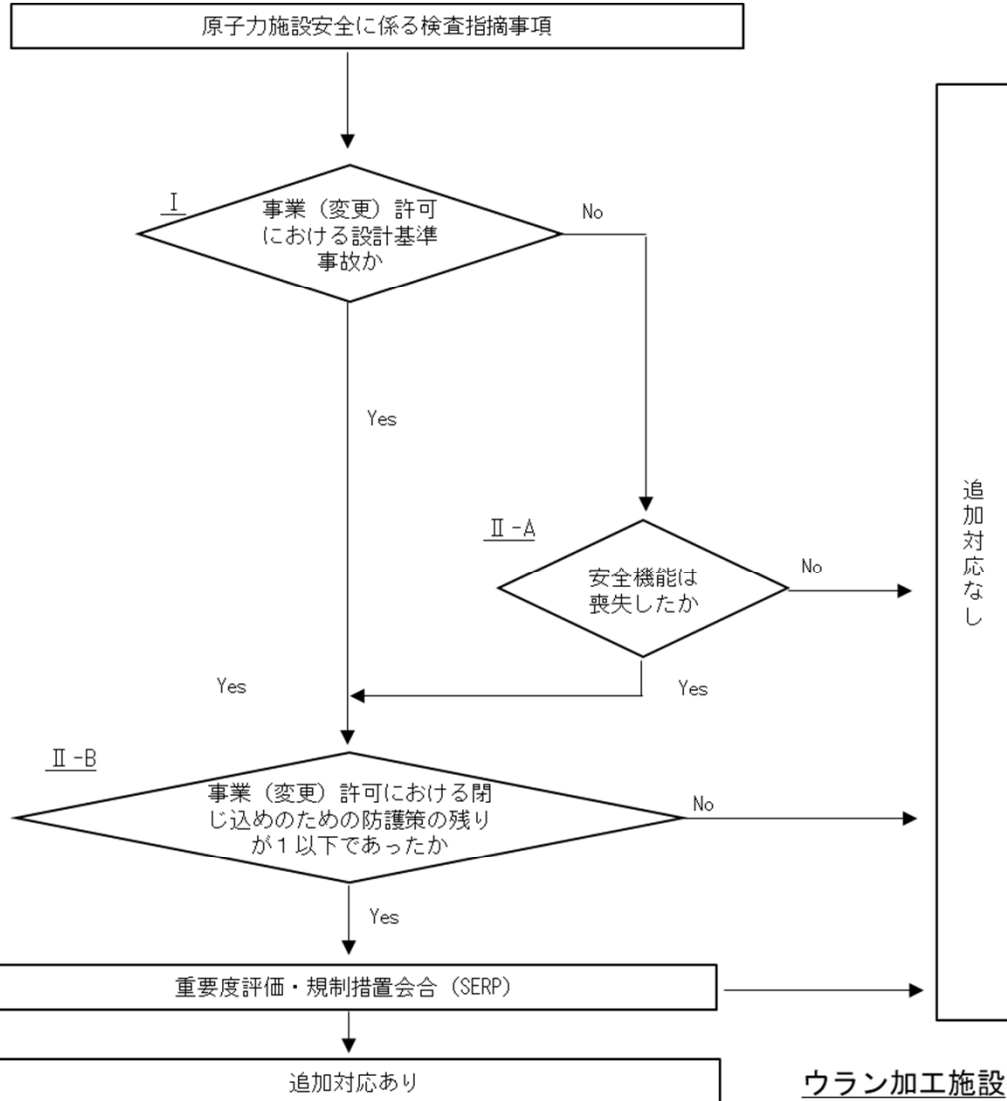 原子力施設安全に係る検査指摘事項
Ⅰ
事業（変更）許可
における設計基準
事故か
No
Yes
Ⅱ-A
安全機能は
喪失したか
No
追加対応なし
Yes
Yes
Ⅱ-B
事業（変更）許可における閉
じ込めのための防護策の残り
が１以下であったか
No
Yes
重要度評価・規制措置会合（SERP）
追加対応あり
ウラン加工施設